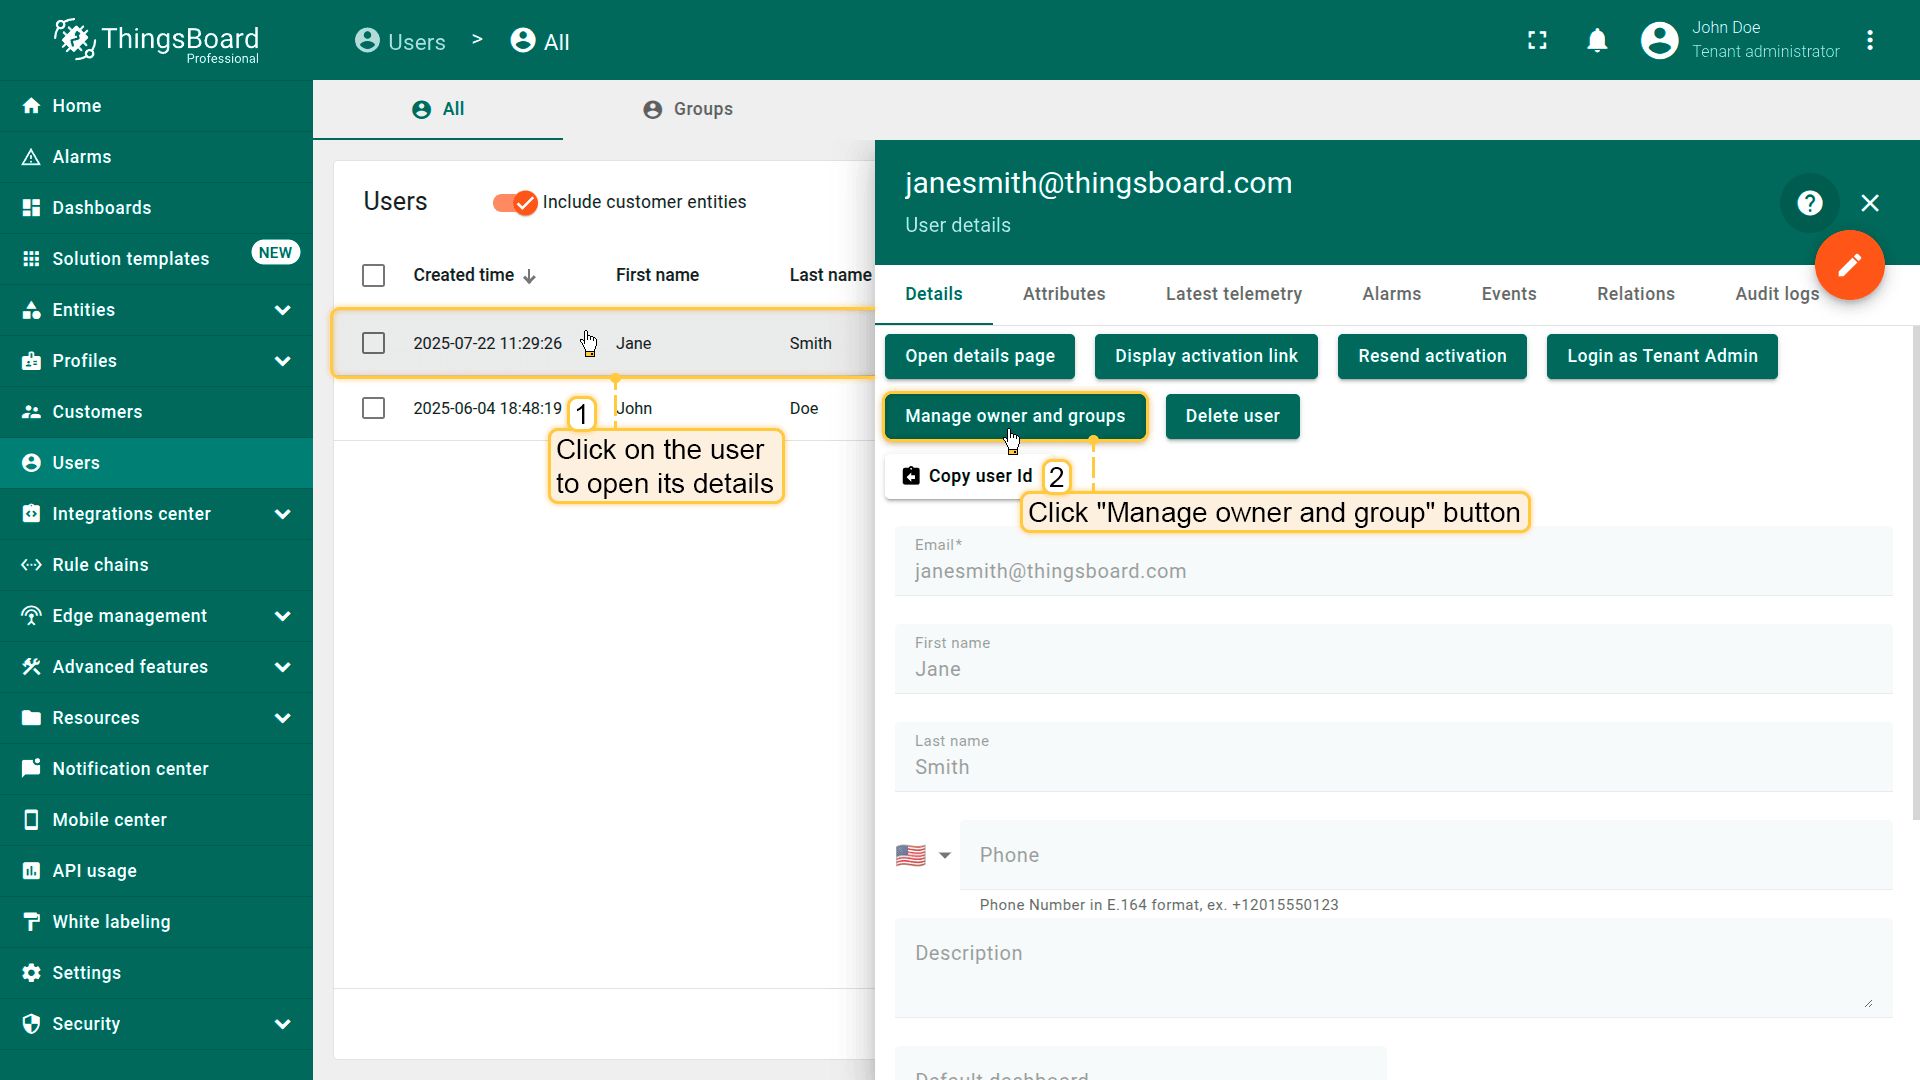 ThingsBoard
Professional
Users > All
John Doe
Tenant administrator
Home
Alarms
Dashboards
Solution templates NEW
Entities
Profiles
Customers
Users
Integrations center
Rule chains
Edge management
Advanced features
Resources
Notification center
Mobile center
API usage
White labeling
Settings
Security
All Groups
Users Include customer entities
Created time First name Last name
2025-07-22 11:29:26 Jane Smith
2025-06-04 18:48:19 John Doe
1
Click on the user
to open its details
janesmith@thingsboard.com
User details
Details Attributes Latest telemetry Alarms Events Relations Audit logs
Open details page Display activation link Resend activation Login as Tenant Admin
Manage owner and groups Delete user
Copy user Id
2
Click "Manage owner and group" button
Email*
janesmith@thingsboard.com
First name
Jane
Last name
Smith
Phone
Phone Number in E.164 format, ex. +12015550123
Description
Default dashboard